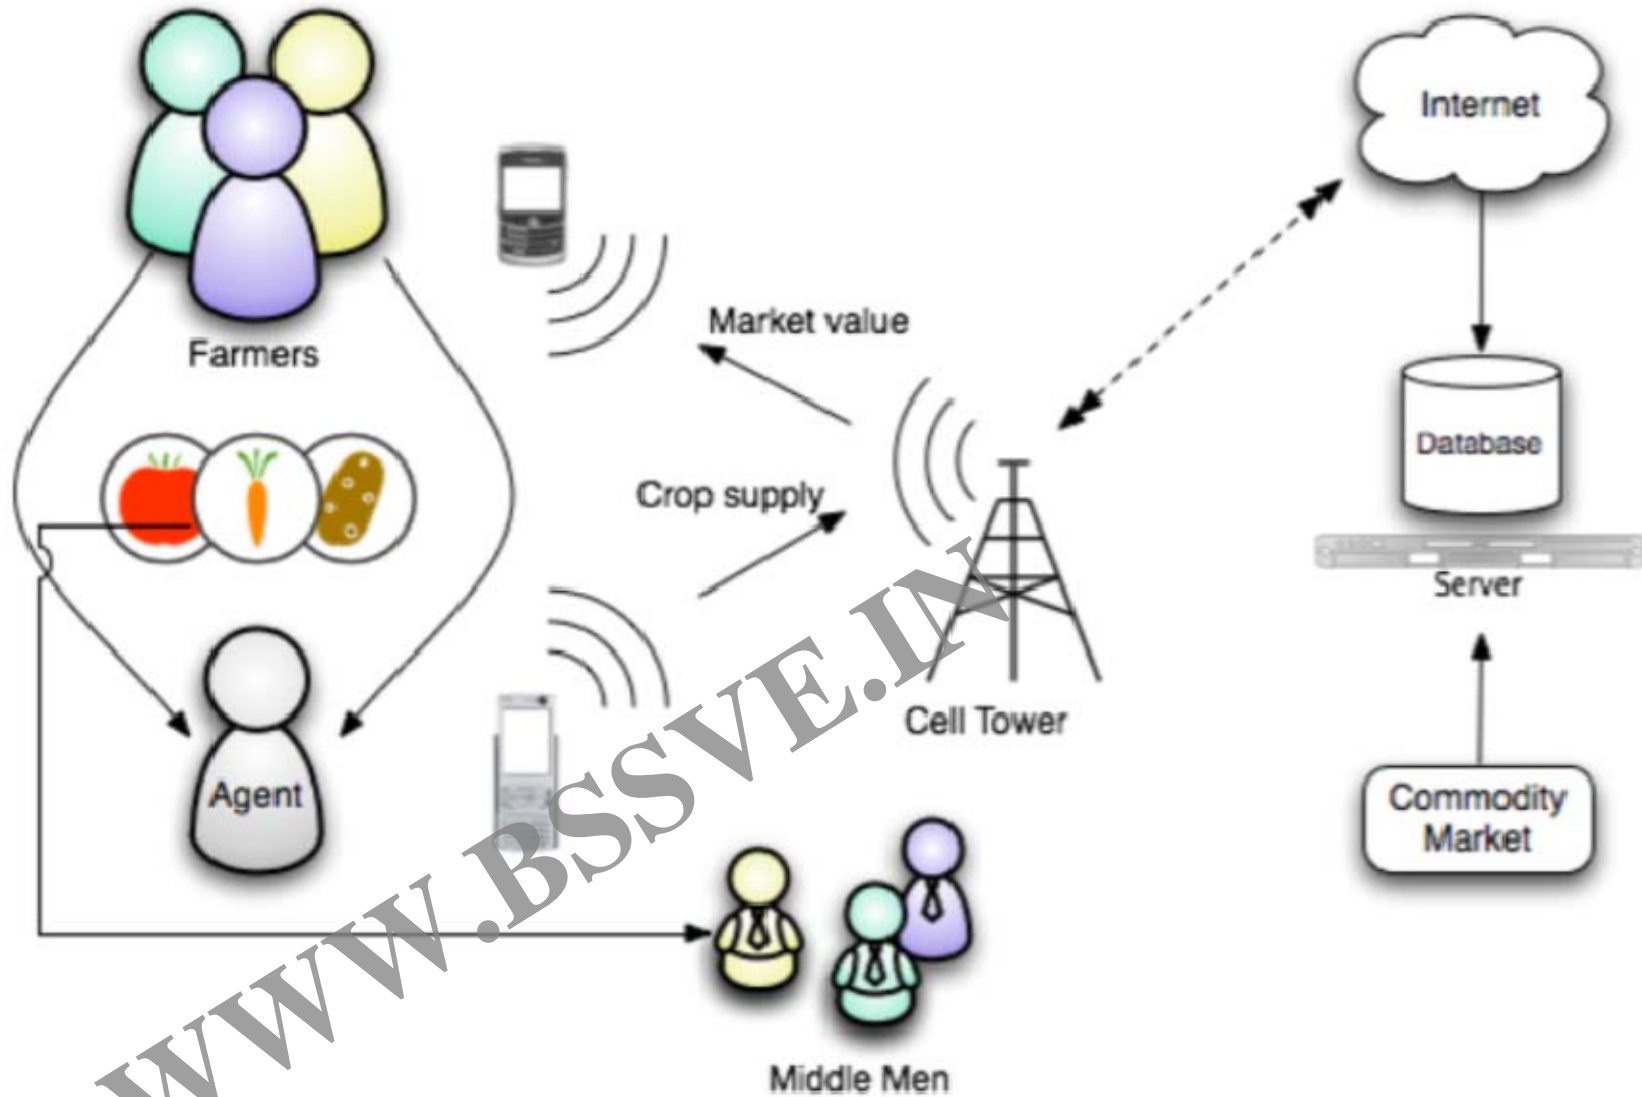 Internet
Market value
Farmers
Database
Crop supply
Server
Cell Tower
Agent
Commodity
Market
Middle Men
WWW.BSSVE.IN